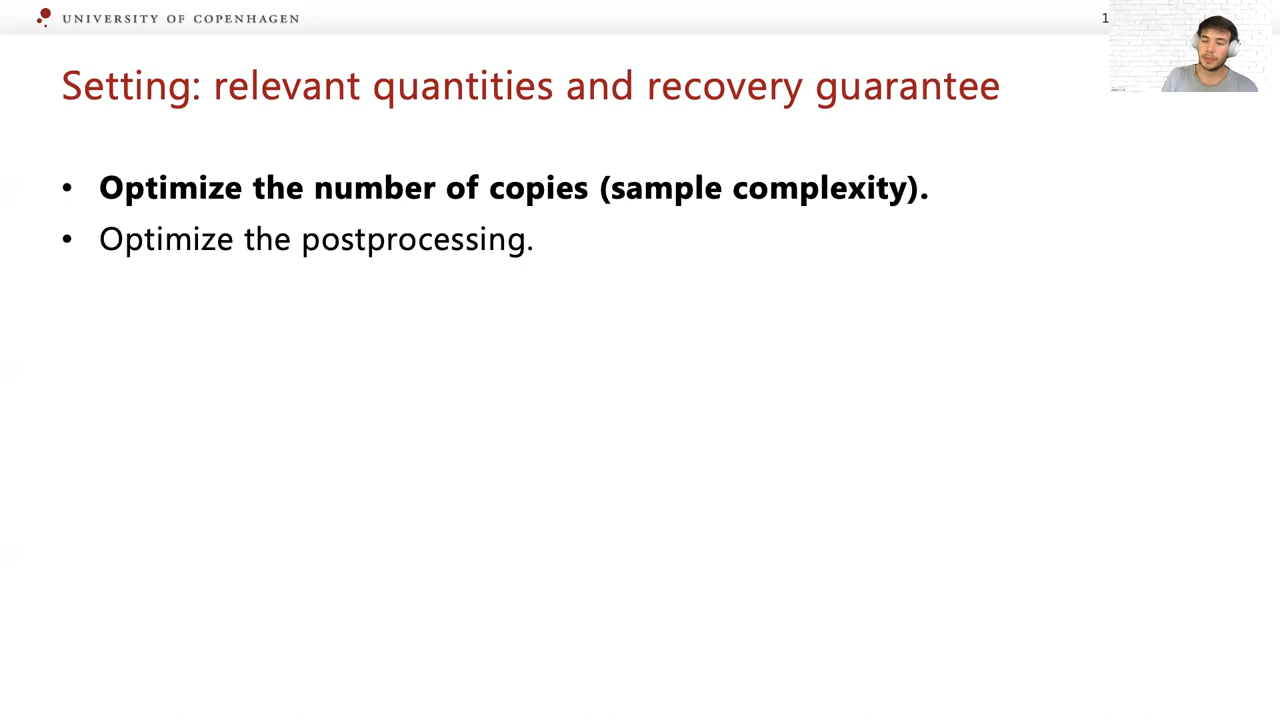 UNIVERSITY OF COPENHAGEN
1
Setting: relevant quantities and recovery guarantee
• Optimize the number of copies (sample complexity).
• Optimize the postprocessing.